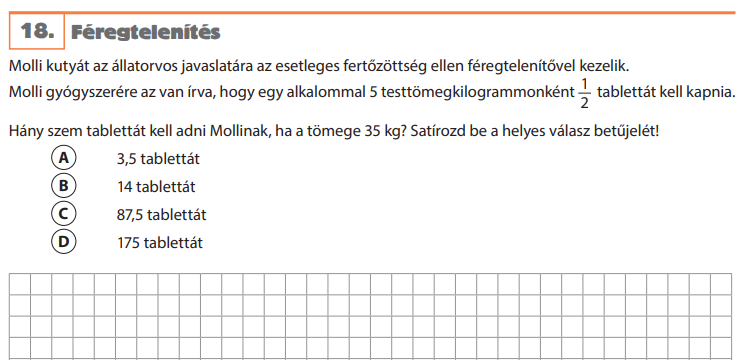 18. Féregtelenítés
Molli kutyát az állatorvos javaslatára az esetleges fertőzöttség ellen féregtelenítővel kezelik.
Molli gyógyszerére az van írva, hogy egy alkalommal 5 testtömegkilogrammonként 1/2 tablettát kell kapnia.
Hány szem tablettát kell adni Mollinak, ha a tömege 35 kg? Satírozd be a helyes válasz betűjelét!
A 3,5 tablettát
B 14 tablettát
C 87,5 tablettát
D 175 tablettát